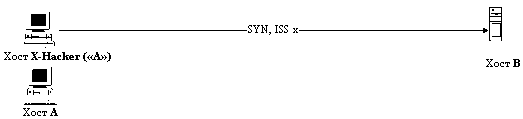 SYN, ISS x
Хост X-Hacker («A»)
Хост B
Хост A